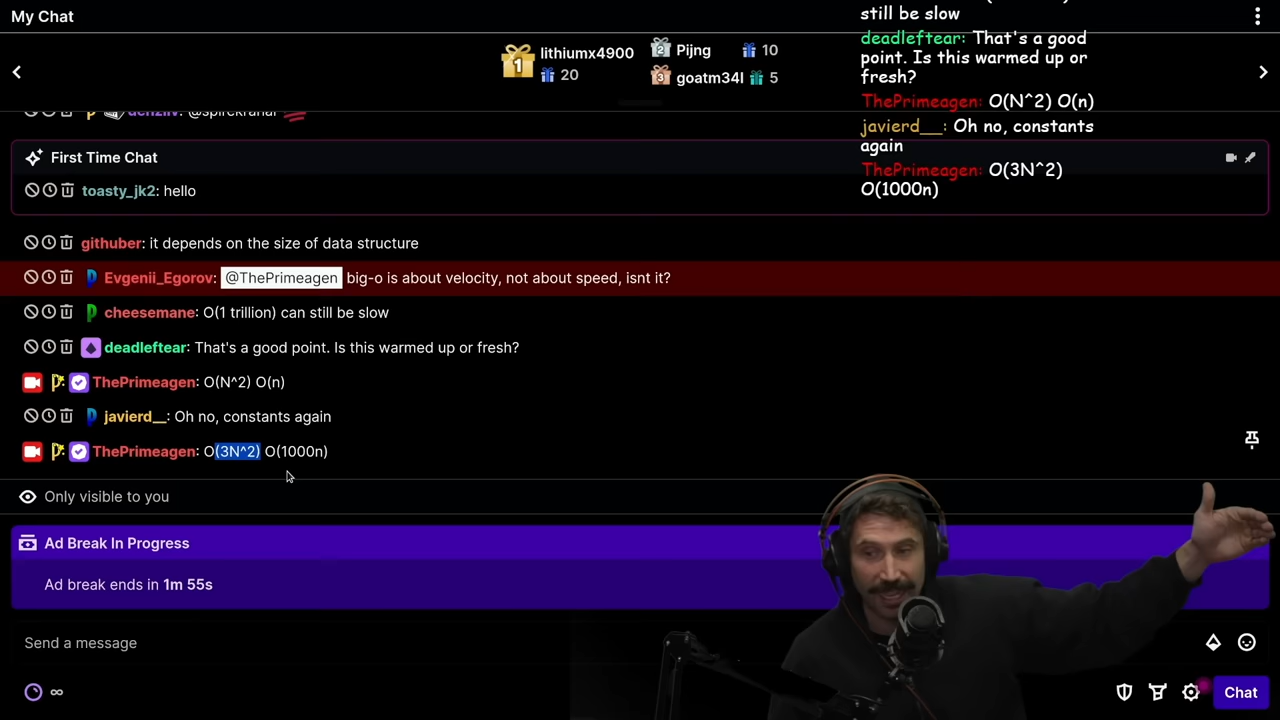 My Chat
lithiumx4900
20
Pijng
10
goatm34l
5
still be slow
deadleftear: That's a good
point. Is this warmed up or
fresh?
ThePrimeagen: O(N^2) O(n)
javierd__: Oh no, constants
again
ThePrimeagen: O(3N^2)
O(1000n)
First Time Chat
toasty_jk2: hello
githuber: it depends on the size of data structure
Evgenii_Egorov: @ThePrimeagen big-o is about velocity, not about speed, isnt it?
cheesemane: O(1 trillion) can still be slow
deadleftear: That's a good point. Is this warmed up or fresh?
ThePrimeagen: O(N^2) O(n)
javierd__: Oh no, constants again
ThePrimeagen: O(3N^2) O(1000n)
Only visible to you
Ad Break In Progress
Ad break ends in 1m 55s
Send a message
∞
Chat